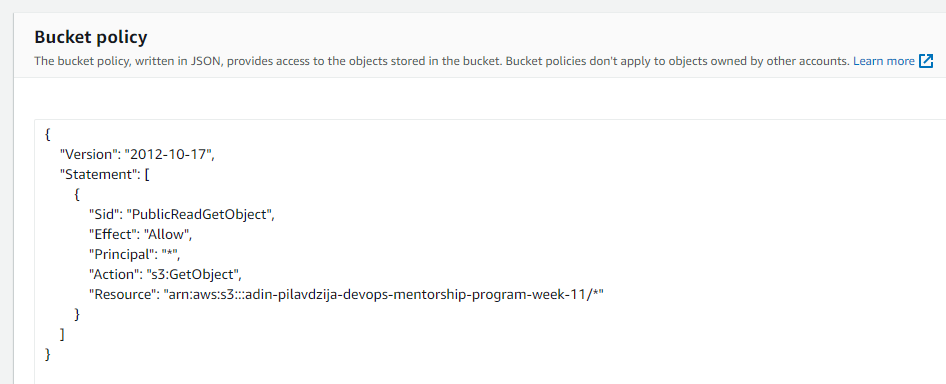 Bucket policy
The bucket policy, written in JSON, provides access to the objects stored in the bucket. Bucket policies don't apply to objects owned by other accounts. Learn more
{
"Version": "2012-10-17",
"Statement": [
{
"Sid": "PublicReadGetObject",
"Effect": "Allow",
"Principal": "*",
"Action": "s3:GetObject",
"Resource": "arn:aws:s3:::adin-pilavdzija-devops-mentorship-program-week-11/*"
}
]
}